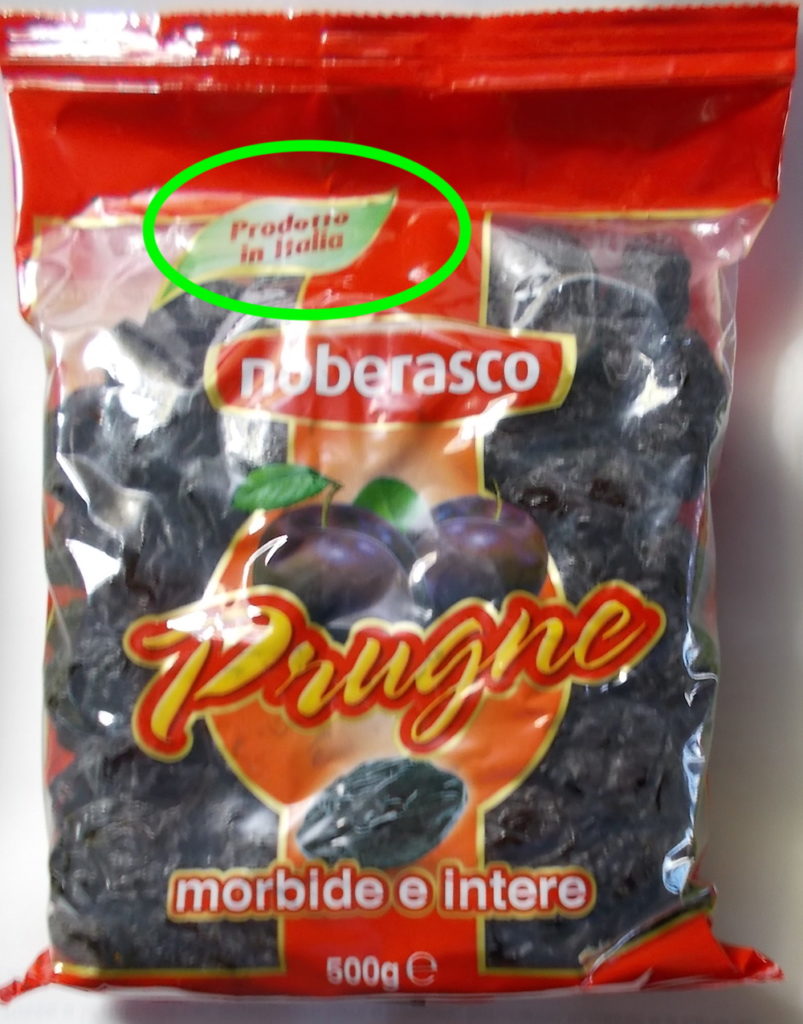 Prodotto
in Italia
noberasco
Prugne
morbide e intere
500g ℮